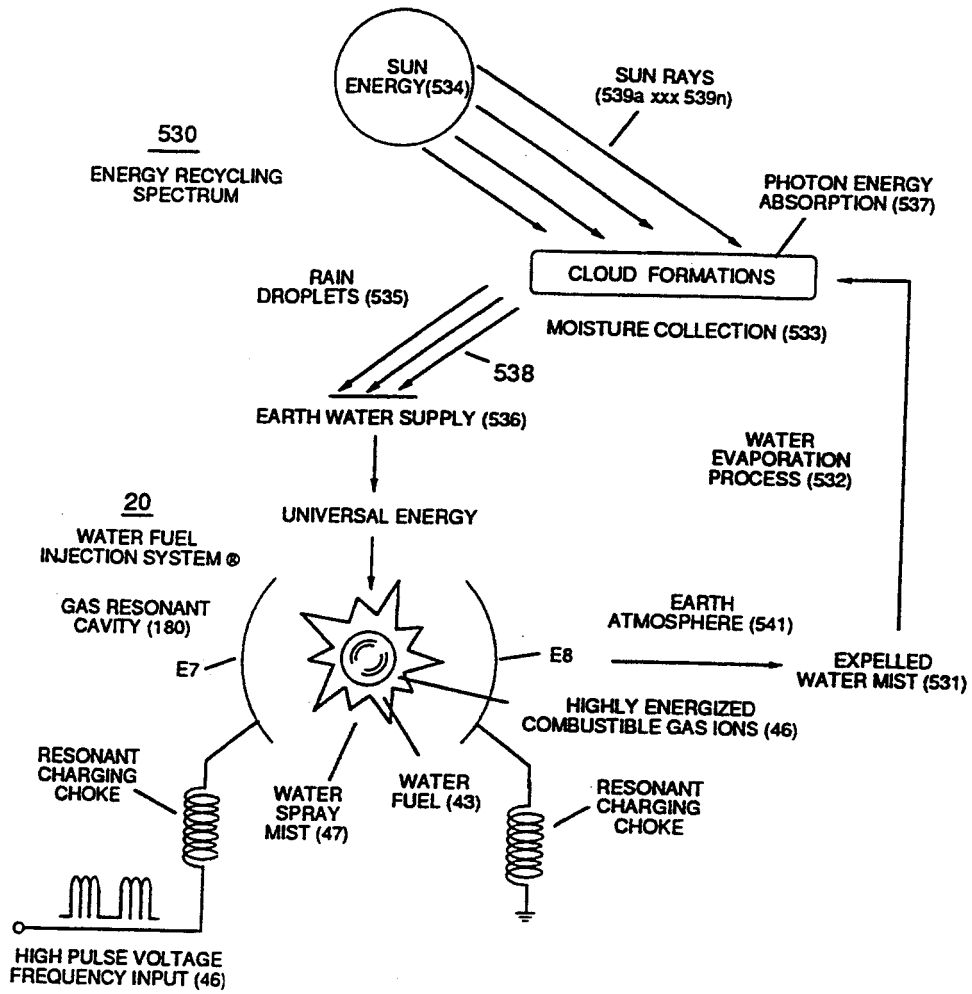 SUN
ENERGY(534)
SUN RAYS
(539a xxx 539n)
530
ENERGY RECYCLING
SPECTRUM
PHOTON ENERGY
ABSORPTION (537)
CLOUD FORMATIONS
RAIN
DROPLETS (535)
MOISTURE COLLECTION (533)
538
EARTH WATER SUPPLY (536)
WATER
EVAPORATION
PROCESS (532)
20
WATER FUEL
INJECTION SYSTEM ®
UNIVERSAL ENERGY
GAS RESONANT
CAVITY (180)
E7
E8
EARTH
ATMOSPHERE (541)
EXPELLED
WATER MIST (531)
HIGHLY ENERGIZED
COMBUSTIBLE GAS IONS (46)
RESONANT
CHARGING
CHOKE
WATER
SPRAY
MIST (47)
WATER
FUEL (43)
RESONANT
CHARGING
CHOKE
HIGH PULSE VOLTAGE
FREQUENCY INPUT (46)